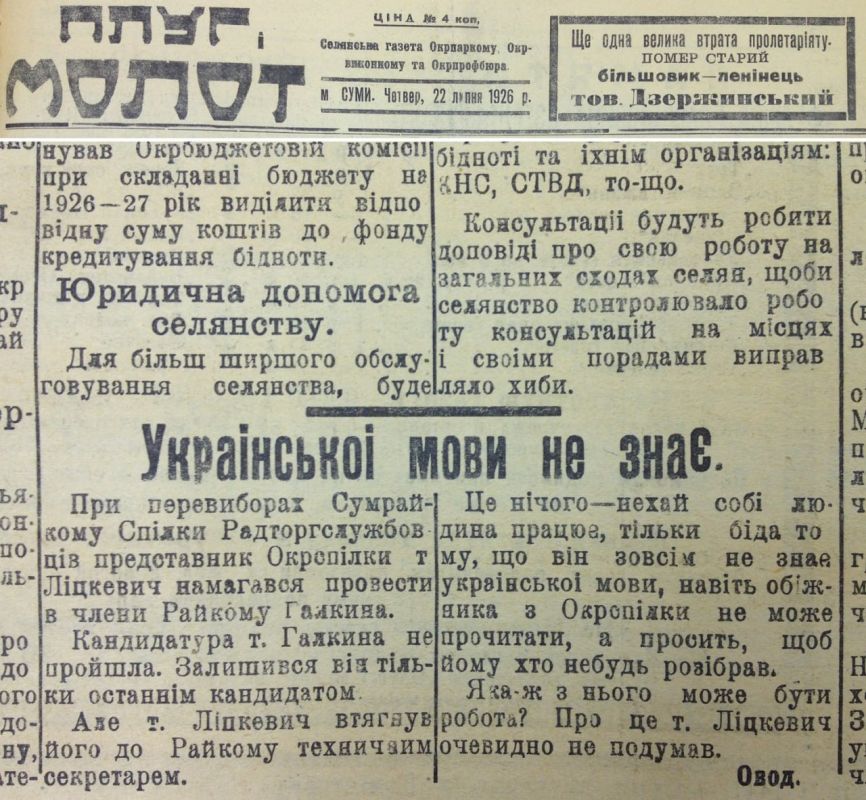 ПЛУГ і
МОЛОТ
ЦІНА № 4 коп,
Селянська газета Окрпаркому, Окр-
виконкому та Окрпрофбюра.
м СУМИ. Четвер, 22 липня 1926 р.
Ще одна велика втрата пролетаріяту-
ПОМЕР СТАРИЙ
більшовик—ленінець
тов. Дзержинський
нував Окрбюджетовій комісії
при складанні бюджету на
1926—27 рік виділити відпо
відну суму коштів до фонду
кредитування бідноти.
Юридична допомога
селянству.
Для більш ширшого обслу-
говування селянства, буде
бідноті та їхнім організаціям:
КНС, СТВД, то-що.
Консультації будуть робити
доповіді про свою роботу на
загальних сходах селян, щоби
селянство контролювало робо
ту консультацій на місцях
і своїми порадами виправ
ляло хиби.
Української мови не знає.
При перевиборах Сумрай-
кому Спілки Радторгслужбов
ців представник Окрспілки т
Ліцкевич намагався провести
в члени Райкому Галкина.
Кандидатура т. Галкина не
пройшла. Залишився він тіль-
ки останнім кандидатом
Але т. Ліпкевич втягнув
його до Райкому технічним
секретарем.
Це нічого—нехай собі лю-
дина працює, тільки біда то
му, що він зовсім не знає
української мови, навіть обіж-
ника з Окрспілки не може
прочитати, а просить, щоб
йому хто небудь розібрав.
Яка-ж з нього може бути
робота? Про це т. Ліцкевич
очевидно не подумав.
Овод.